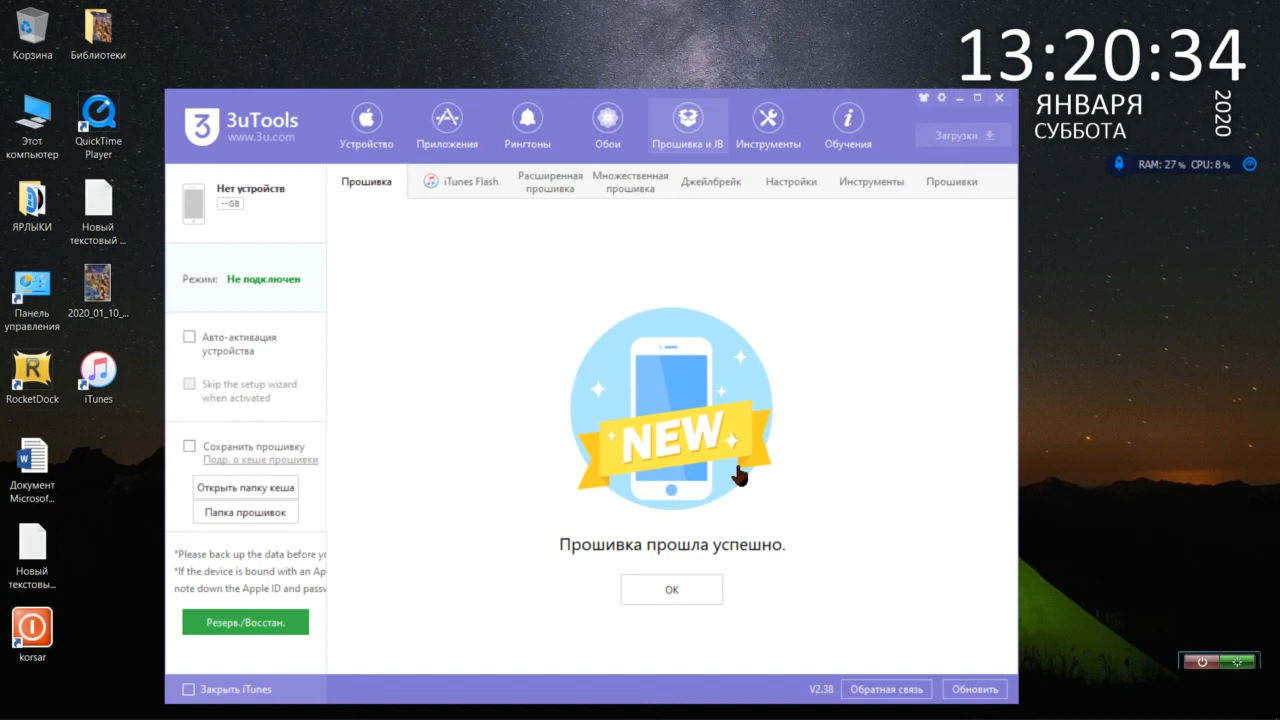 Корзина
Библиотеки
Этот
компьютер
QuickTime
Player
ЯРЛЫКИ
Новый
текстовый ...
Панель
управления
2020_01_10_...
RocketDock
iTunes
Документ
Microsof...
Новый
текстовы...
korsar
3
3uTools
www.3u.com
Устройство
Приложения
Рингтоны
Обои
Прошивка и JB
Инструменты
Обучения
Загрузки
Нет устройств
--GB
Режим: Не подключен
Авто-активация
устройства
Skip the setup wizard
when activated
Сохранить прошивку
Подр. о кеше прошивки
Открыть папку кеша
Папка прошивок
*Please back up the data before yo
*If the device is bound with an Ap
note down the Apple ID and passw
Резерв./Восстан.
Закрыть iTunes
Прошивка
iTunes Flash
Расширенная
прошивка
Множественная
прошивка
Джейлбрейк
Настройки
Инструменты
Прошивки
NEW
Прошивка прошла успешно.
OK
V2.38
Обратная связь
Обновить
13:20:34
ЯНВАРЯ
СУББОТА
2020
RAM: 27 % CPU: 8 %